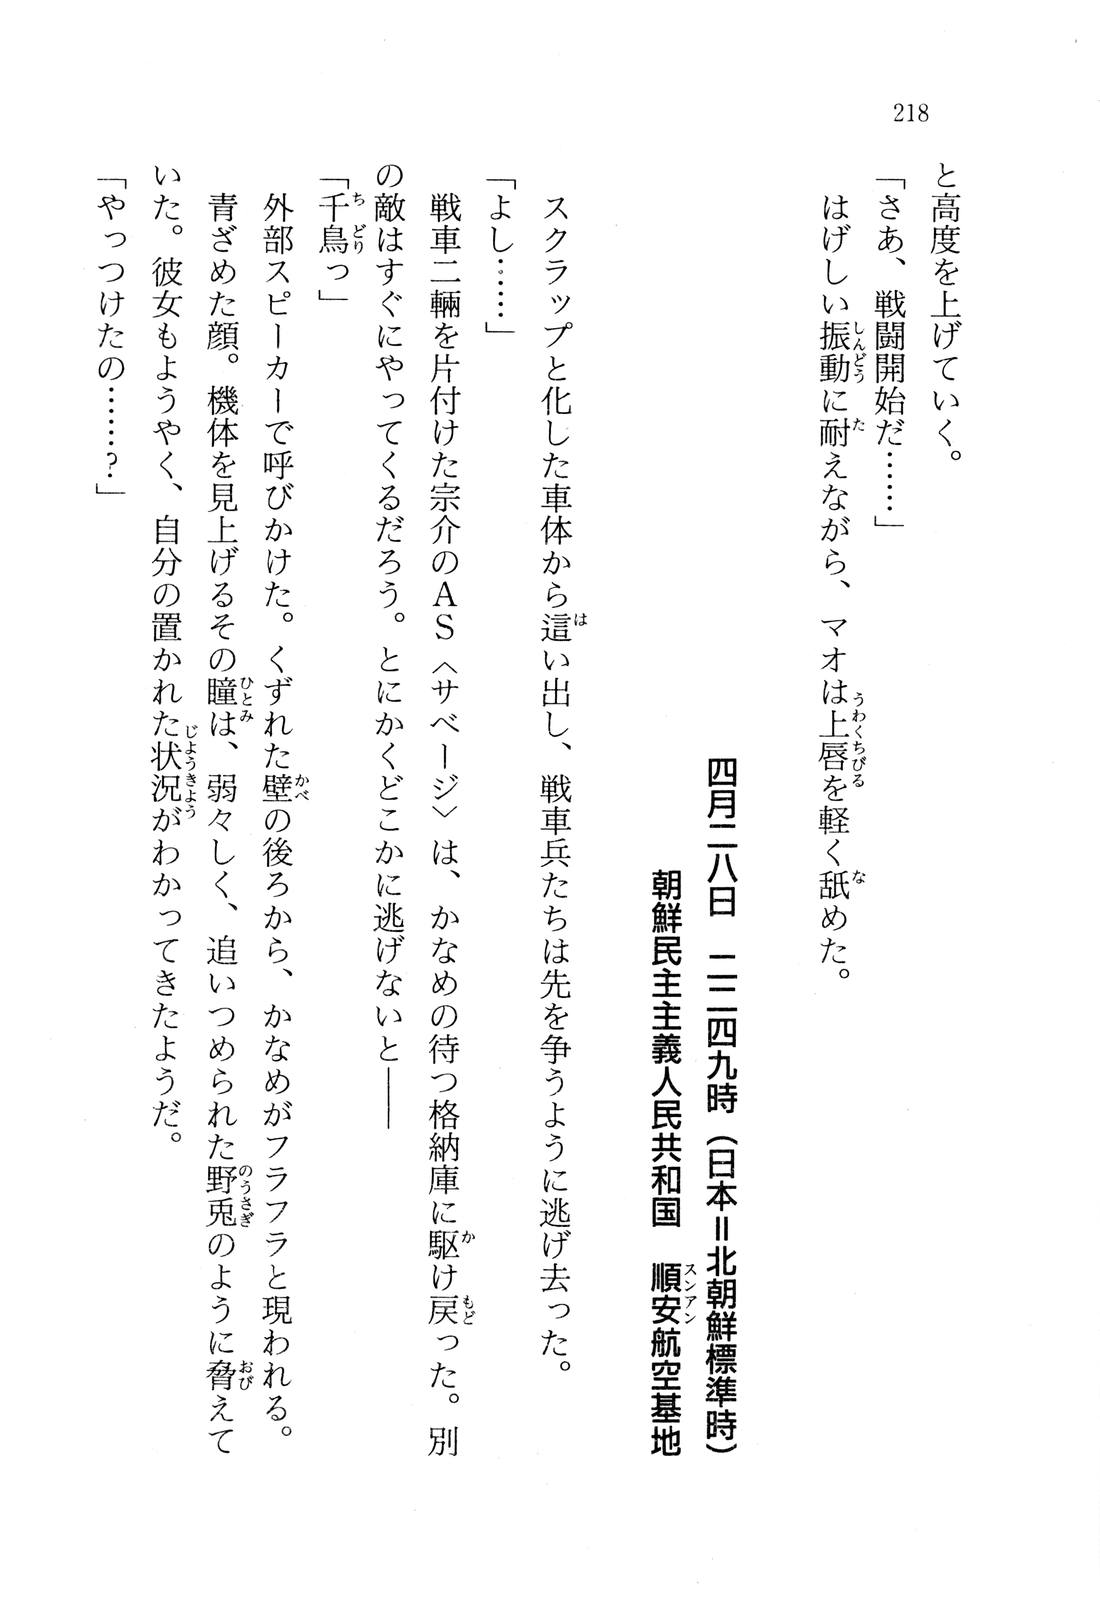 218
と高度を上げていく。
「さあ、戦闘開始だ……」
はげしい振動に耐えながら、マオは上唇を軽く舐めた。
四月二八日　二二四九時（日本＝北朝鮮標準時）
朝鮮民主主義人民共和国　順安航空基地
スクラップと化した車体から這い出し、戦車兵たちは先を争うように逃げ去った。
「よし……」
戦車二輛を片付けた宗介のＡＳ〈サベージ〉は、かなめの待つ格納庫に駆け戻った。別
の敵はすぐにやってくるだろう。とにかくどこかに逃げないと――
「千鳥っ」
外部スピーカーで呼びかけた。くずれた壁の後ろから、かなめがフラフラと現われる。
青ざめた顔。機体を見上げるその瞳は、弱々しく、追いつめられた野兎のように脅えて
いた。彼女もようやく、自分の置かれた状況がわかってきたようだ。
「やっつけたの……？」